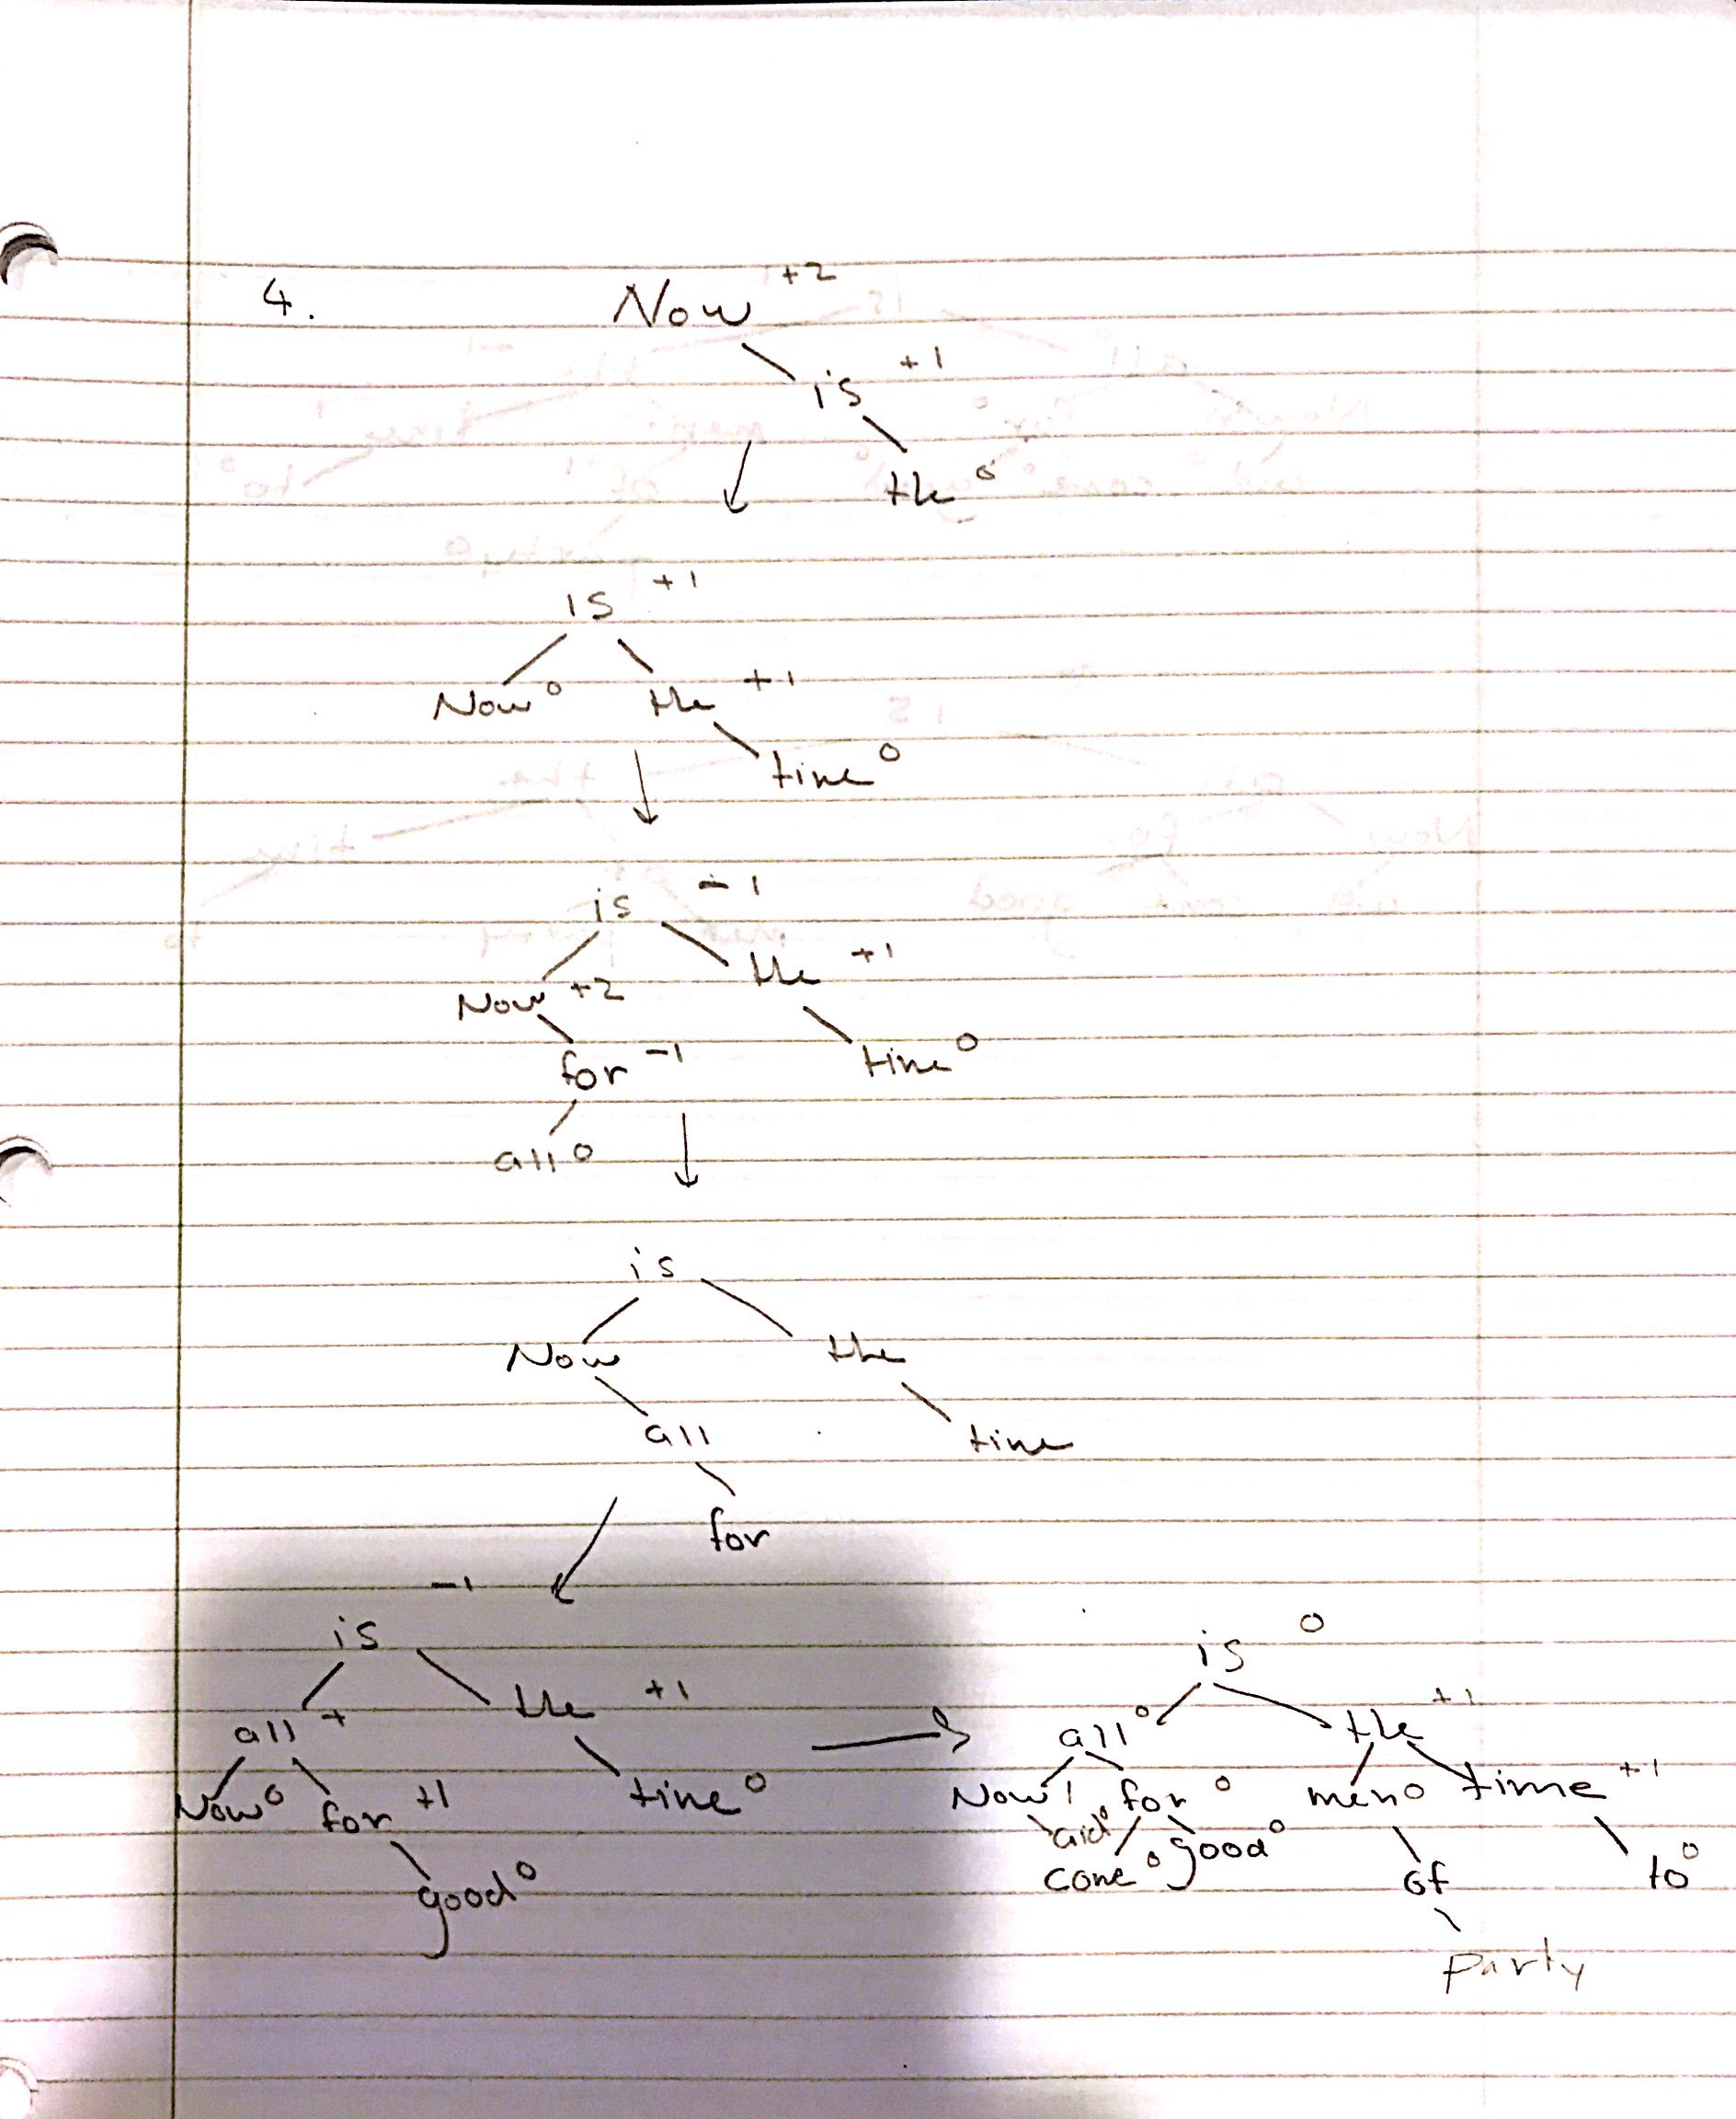 4. Now +2
is +1
the 0
is +1
Now 0 the +1
time 0
is -1
Now +2 the +1
for -1 time 0
all 0
is
Now the
all time
for
-1
is
all + the +1
Now 0 for +1 time 0
good 0
is 0
all 0 the +1
Now 1 for 0 men 0 time +1
aid 0 good 0
come 0 of to 0
party